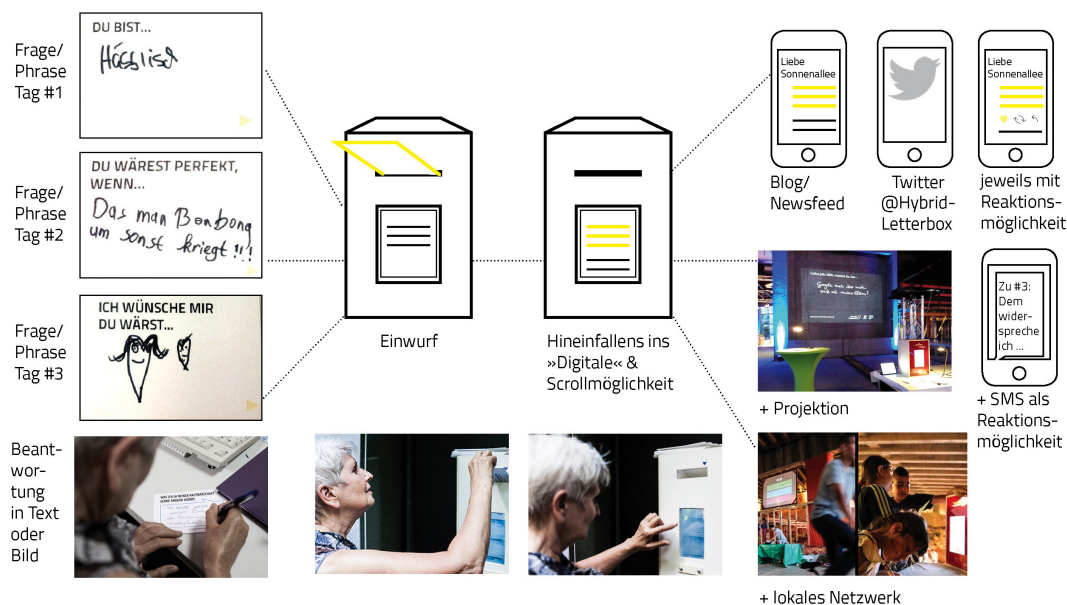 Frage/
Phrase
Tag #1
DU BIST...
Hässlisch
Frage/
Phrase
Tag #2
DU WÄREST PERFEKT,
WENN...
Das man Bonbong
um sonst kriegt!!!
Frage/
Phrase
Tag #3
ICH WÜNSCHE MIR
DU WÄRST...
Beant-
wor-
tung
in Text
oder
Bild
Einwurf
Hineinfallens ins
»Digitale« &
Scrollmöglichkeit
Liebe
Sonnenallee
Blog/
Newsfeed
Twitter
@Hybrid-
Letterbox
Liebe
Sonnenallee
jeweils mit
Reaktions-
möglichkeit
+ Projektion
Zu #3:
Dem
wider-
spreche
ich ...
+ SMS als
Reaktions-
möglichkeit
+ lokales Netzwerk